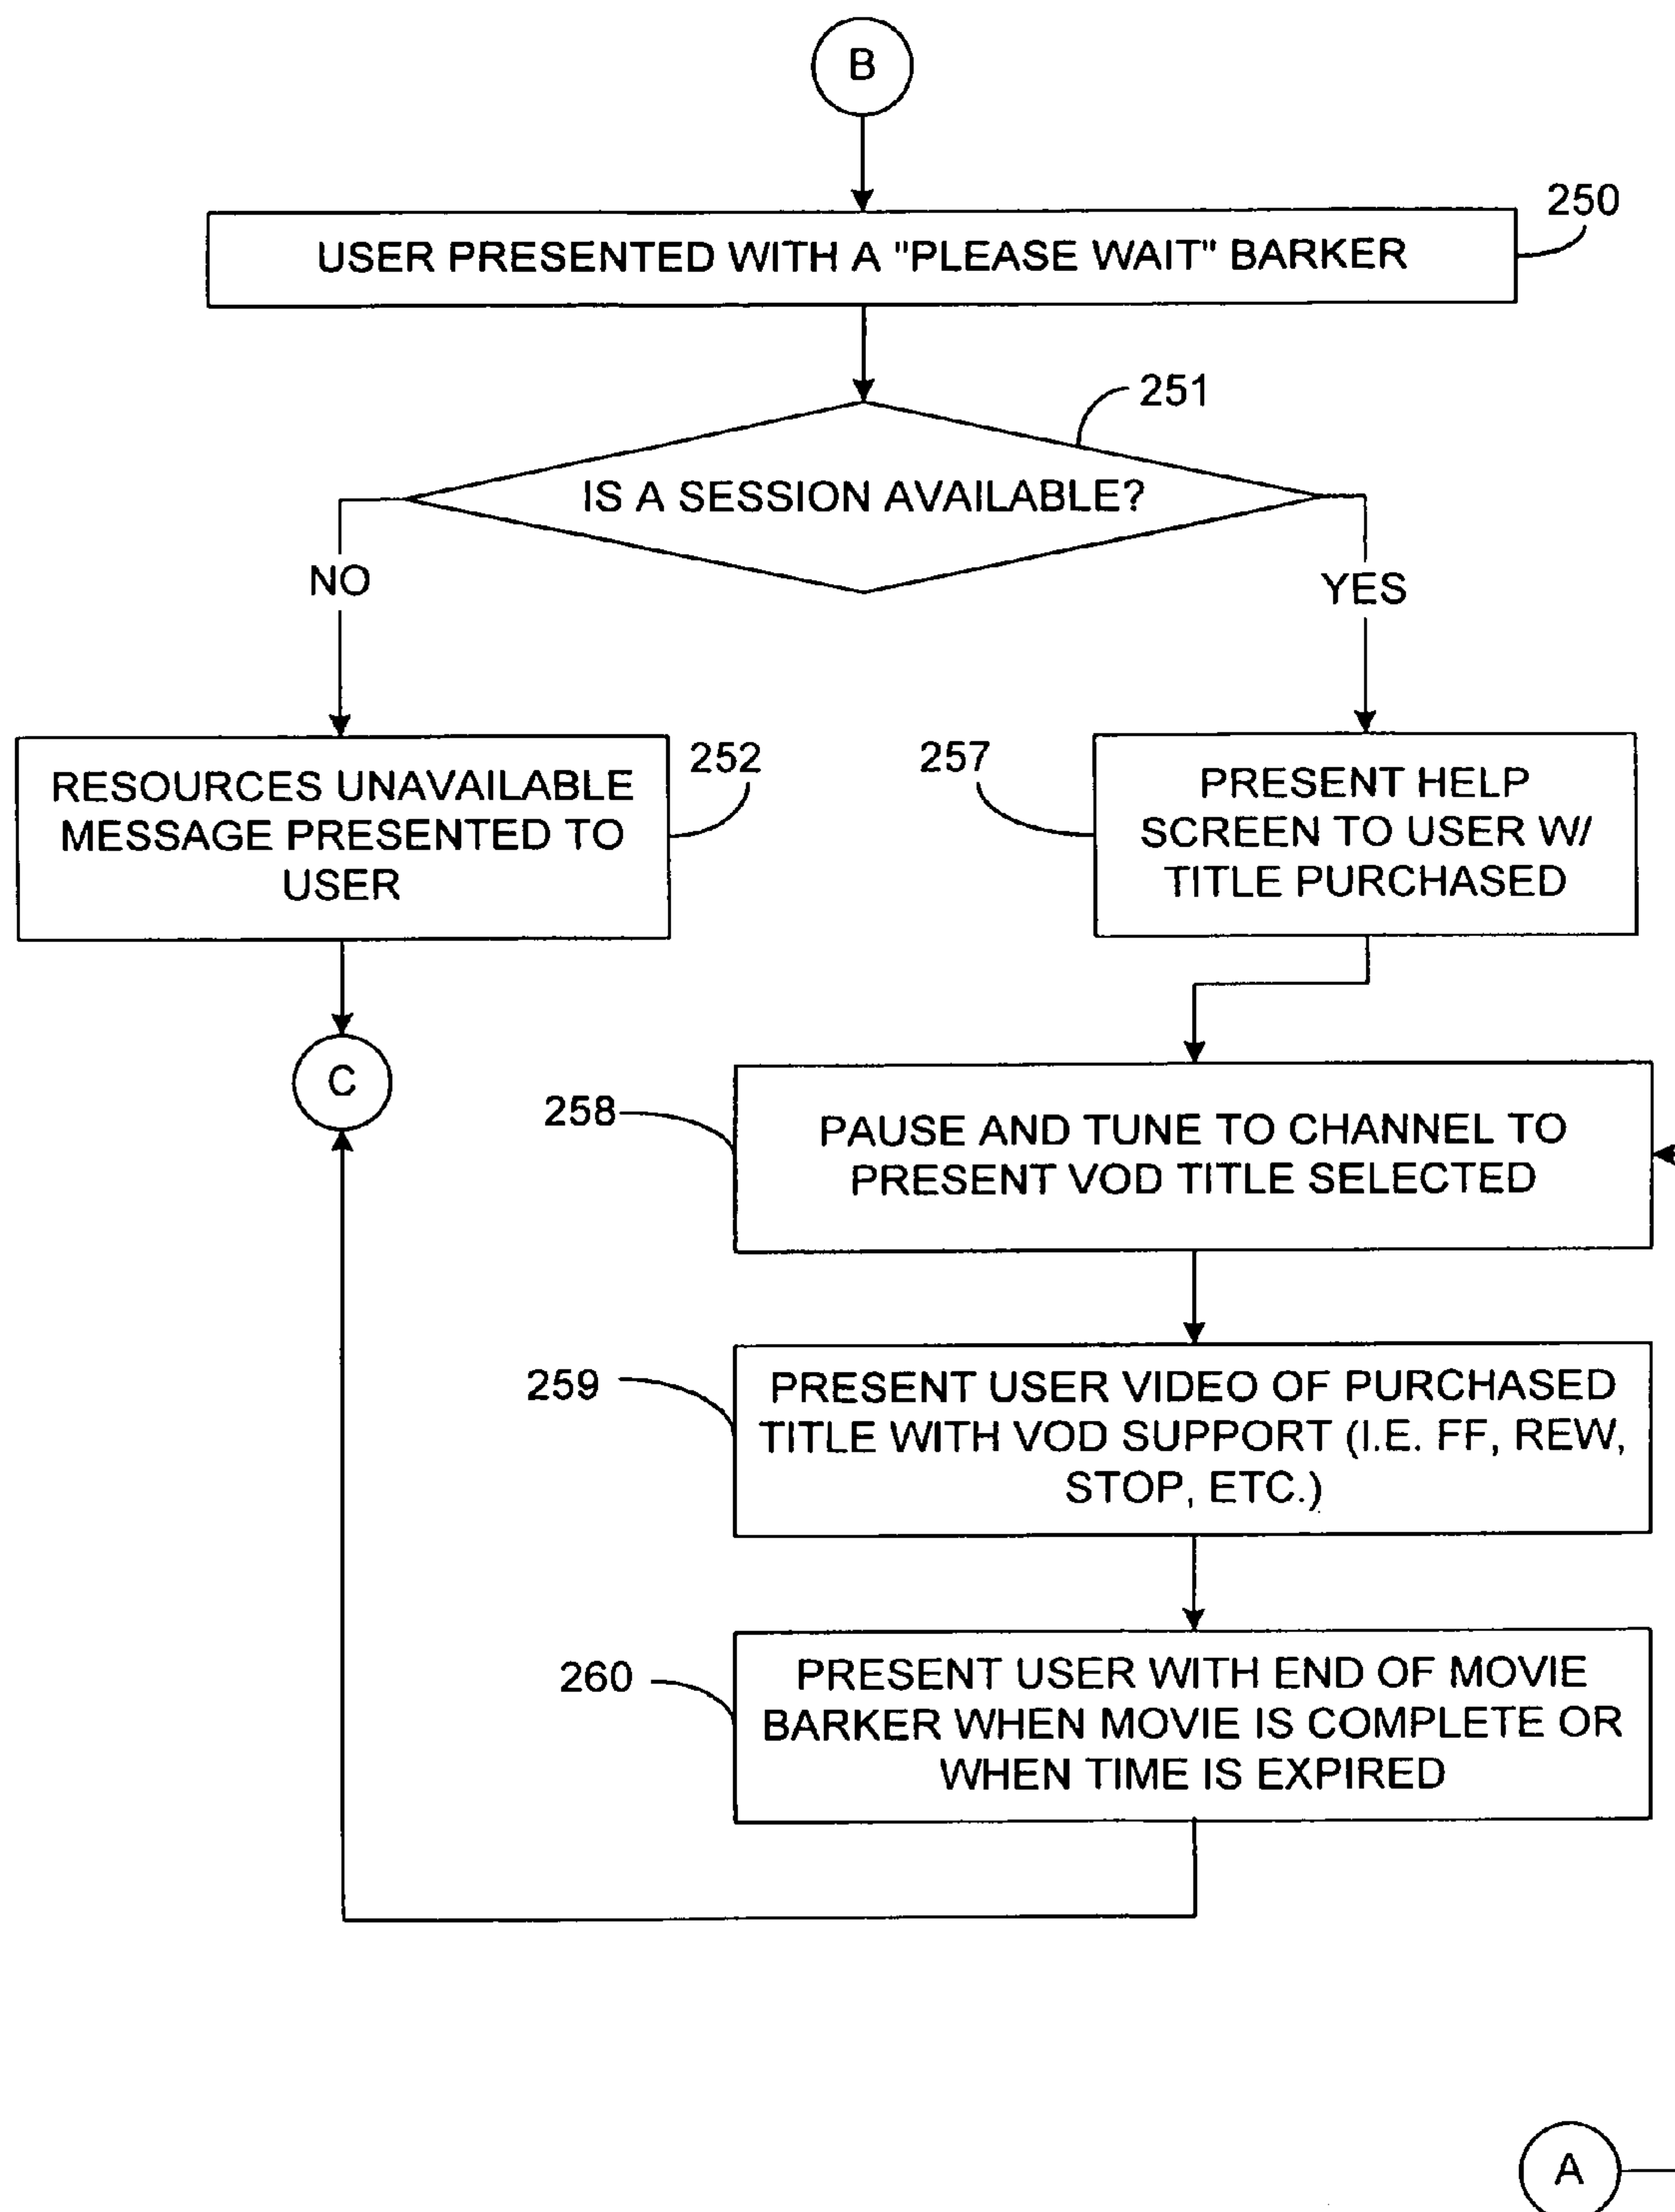 B
250
USER PRESENTED WITH A "PLEASE WAIT" BARKER
251
IS A SESSION AVAILABLE?
NO
YES
252
RESOURCES UNAVAILABLE
MESSAGE PRESENTED TO
USER
257
PRESENT HELP
SCREEN TO USER W/
TITLE PURCHASED
C
258
PAUSE AND TUNE TO CHANNEL TO
PRESENT VOD TITLE SELECTED
259
PRESENT USER VIDEO OF PURCHASED
TITLE WITH VOD SUPPORT (I.E. FF, REW,
STOP, ETC.)
260
PRESENT USER WITH END OF MOVIE
BARKER WHEN MOVIE IS COMPLETE OR
WHEN TIME IS EXPIRED
A